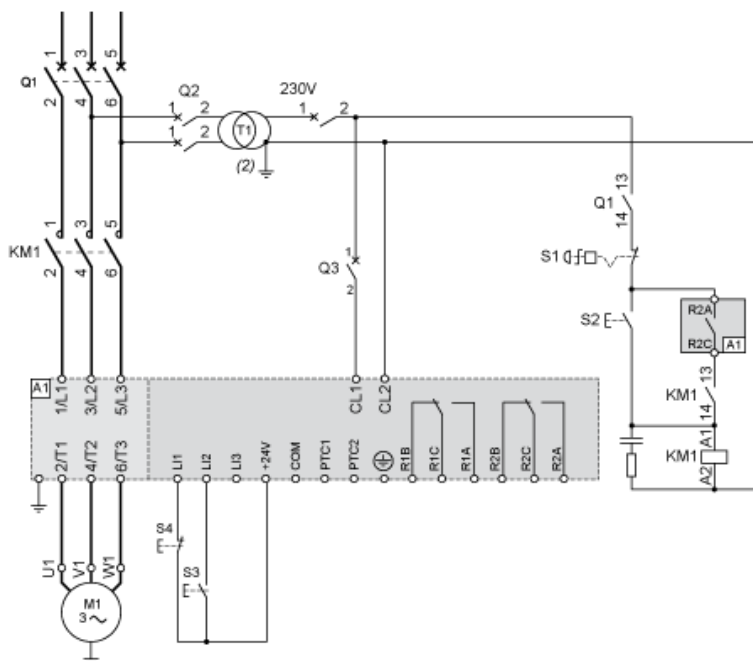 1 3 5
Q1
2 4 6
Q2
1 2
1 2
T1
(2)
230V
1 2
13
Q1
14
1 3 5
KM1
2 4 6
1
Q3
2
S1
S2
R2A
R2C
A1
13
KM1
14
A1
KM1
A2
A1
1/L1 3/L2 5/L3
CL1 CL2
2/T1 4/T2 6/T3
LI1 LI2 LI3 +24V COM PTC1 PTC2 R1B R1C R1A R2B R2C R2A
S4
S3
U1 V1 W1
M1
3 ~